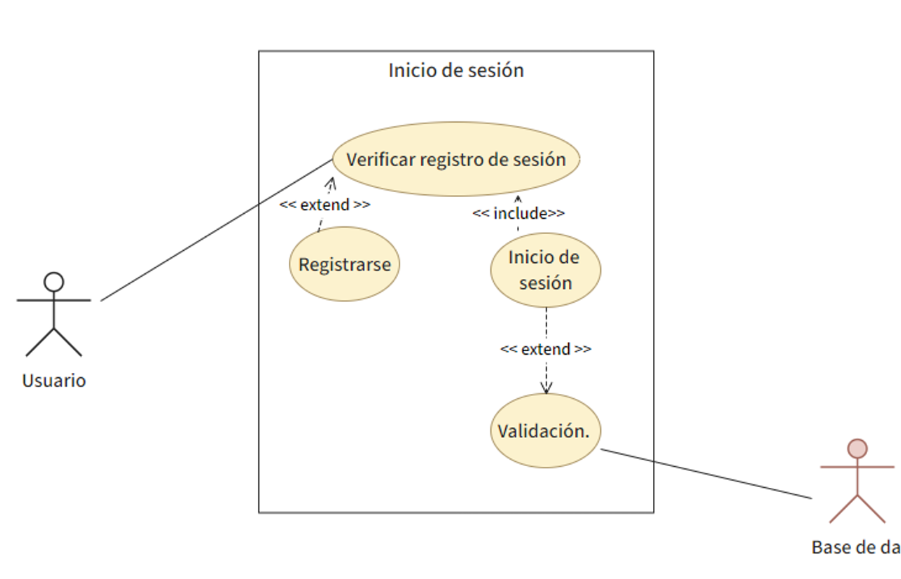 Inicio de sesión
Verificar registro de sesión
<< extend >>
<< include>>
Registrarse
Inicio de
sesión
<< extend >>
Usuario
Validación.
Base de da